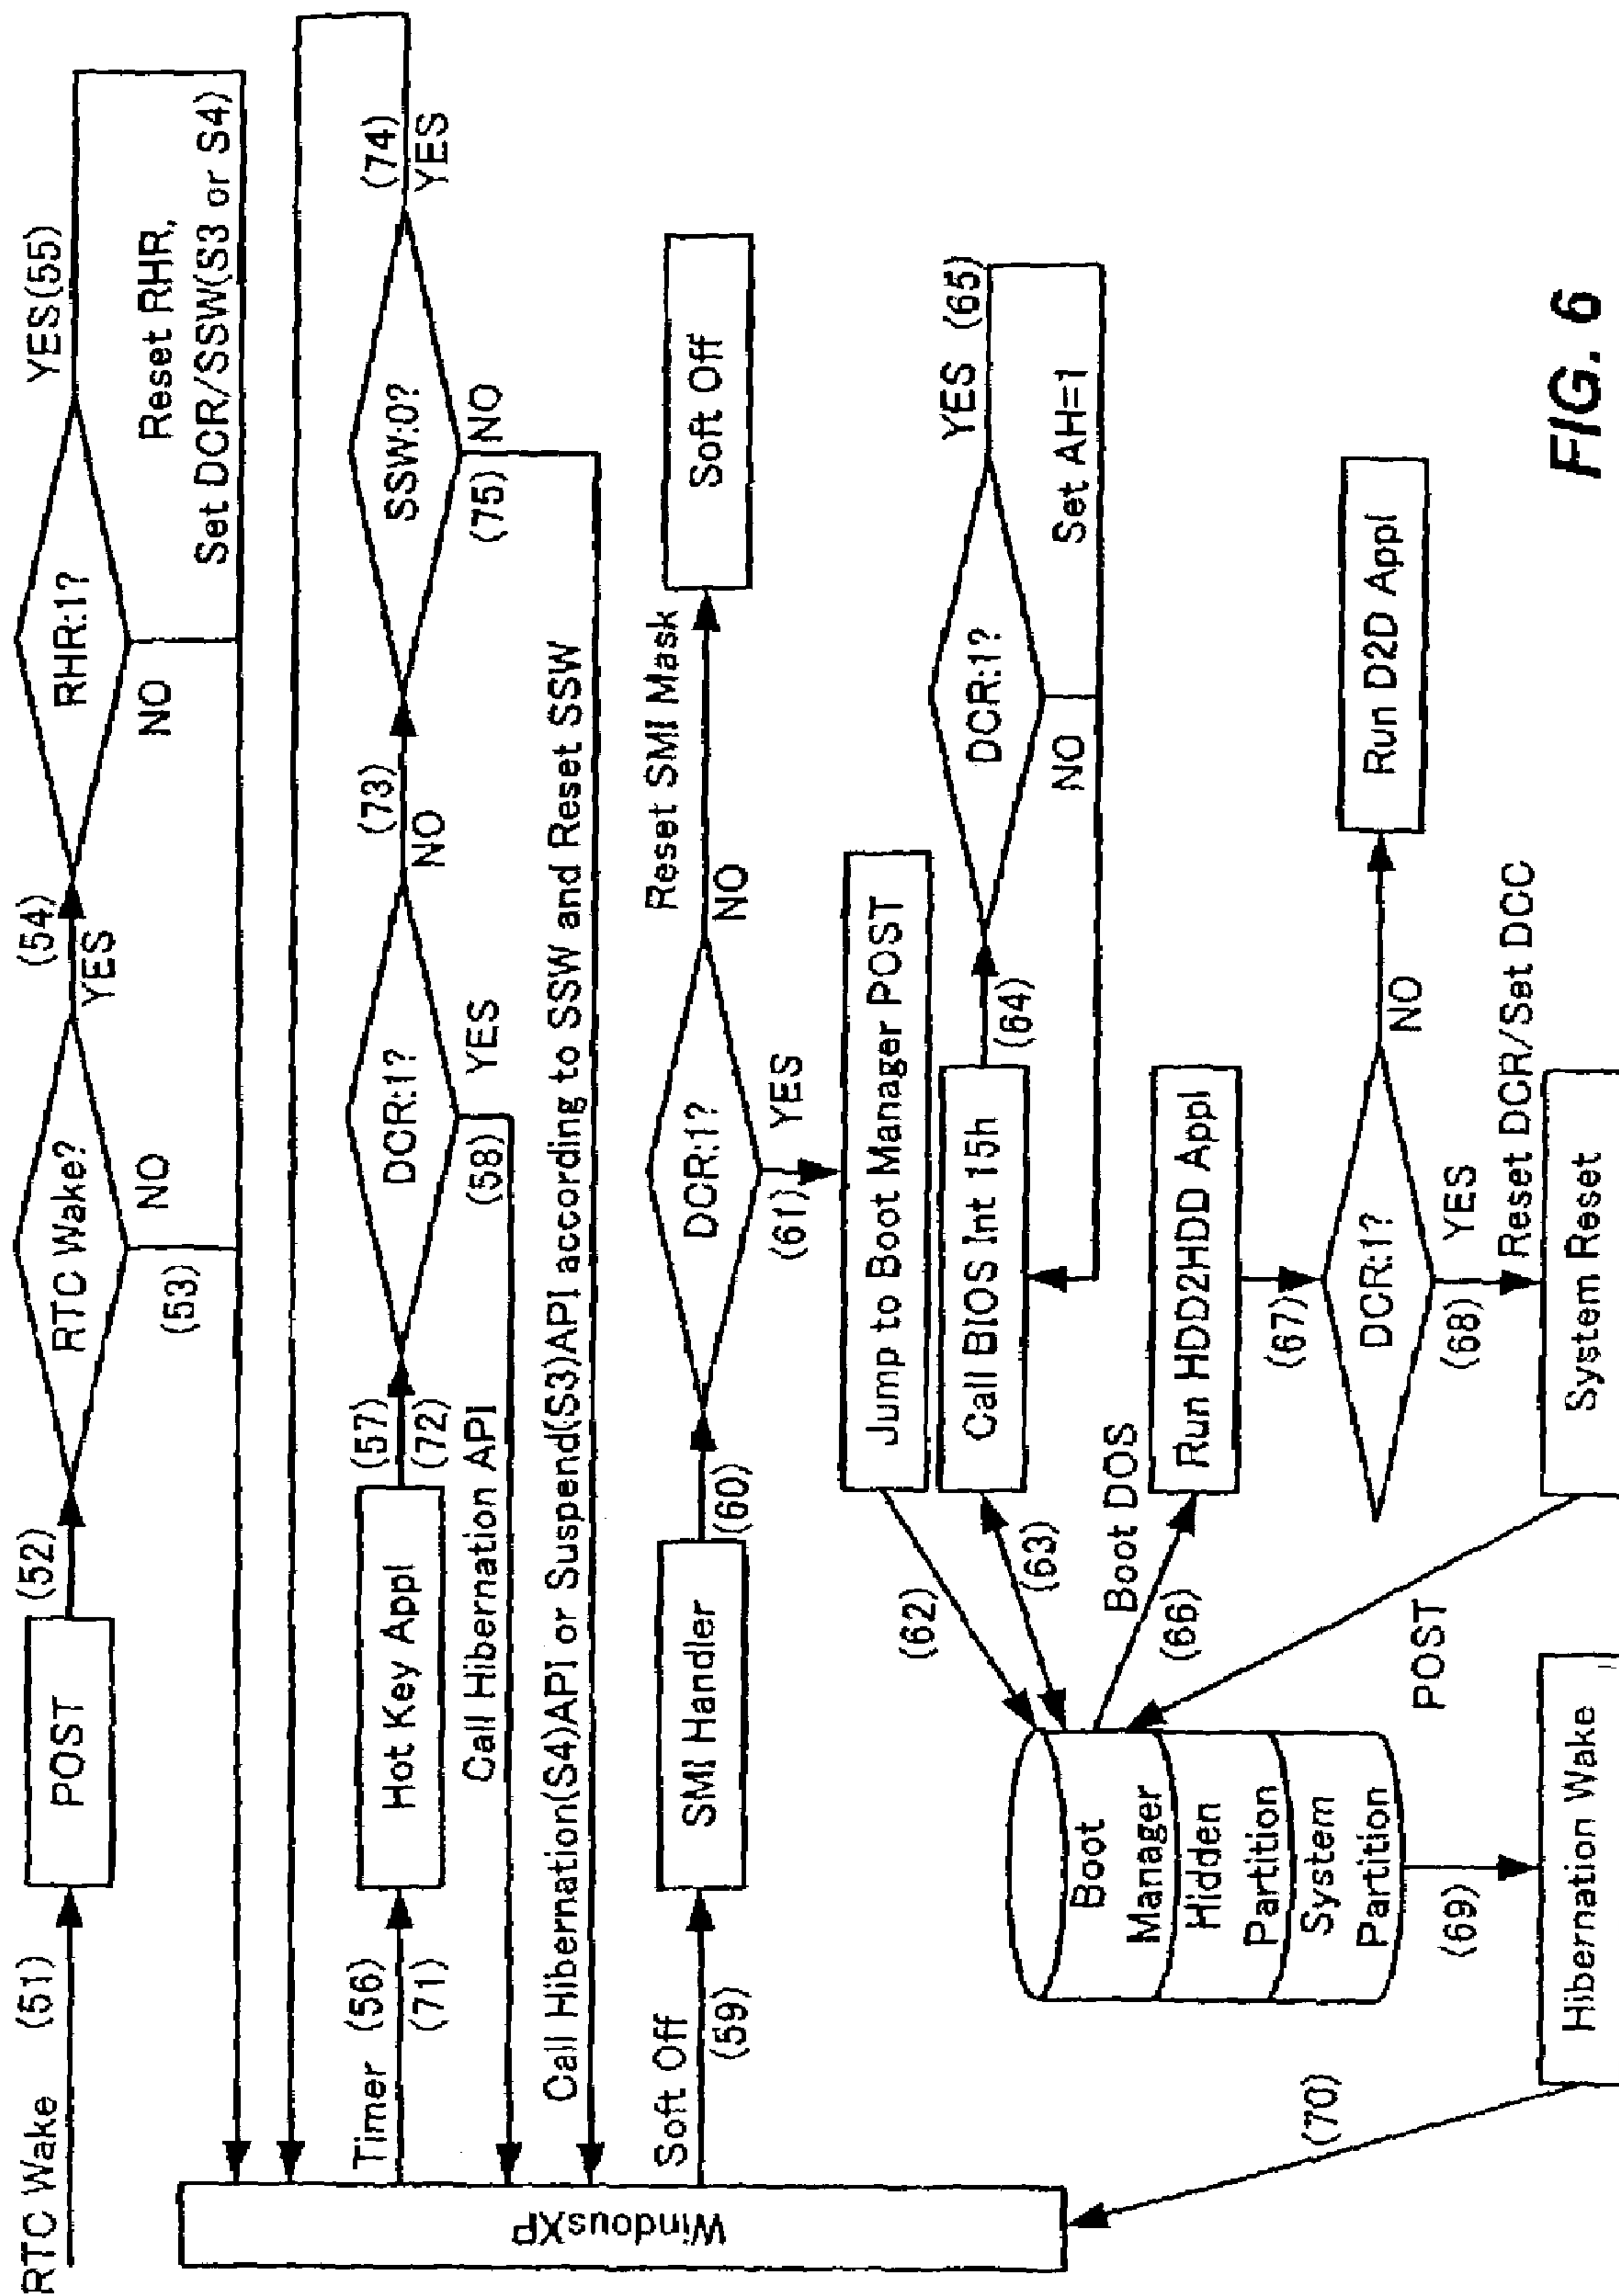 RTC Wake (51)
POST
(52)
RTC Wake?
(53)
NO
(54)
YES
RHR:1?
NO
YES(55)
Reset RHR,
Set DCR/SSW(S3 or S4)
WindousXP
Timer (56)
(71)
Hot Key Appl
(57)
(72)
DCR:1?
(58) YES
Call Hibernation API
(73)
NO
SSW:0?
(74)
YES
NO
(75)
Call Hibernation(S4)API or Suspend(S3)API according to SSW and Reset SSW
Soft Off
(59)
SMI Handler
(60)
DCR:1?
(61) YES
NO
Reset SMI Mask
Soft Off
Jump to Boot Manager POST
(62)
Call BIOS Int 15h
(63)
(64)
DCR:1?
NO
YES (65)
Set AH=1
Boot
Manager
Hidden
Partition
System
Partition
Boot DOS
(66)
Run HDD2HDD Appl
(67)
DCR:1?
NO
Run D2D Appl
(68) YES
Reset DCR/Set DCC
System Reset
POST
(69)
Hibernation Wake
(70)
FIG. 6